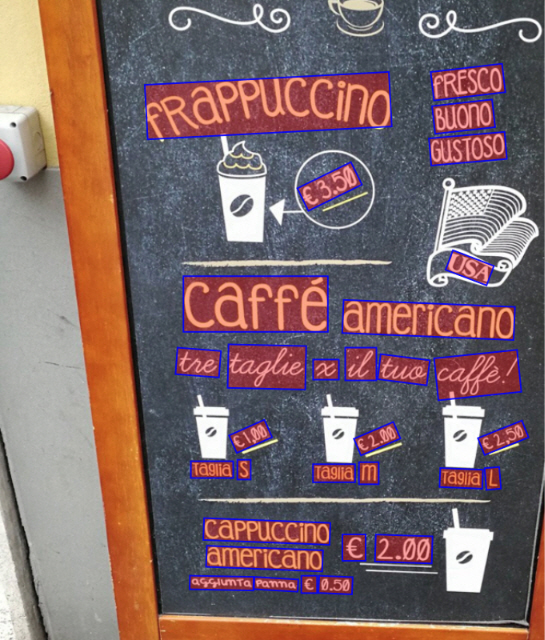 fRappuccino
fRESCO
BUONO
GUSTOSO
€ 3.50
USA
caffé americano
tre taglie x il tuo caffè!
€ 1,00
€ 2.00
€ 2,50
Taglia S
Taglia M
Taglia L
cappuccino
americano
€ 2.00
aggiunta panna € 0.50